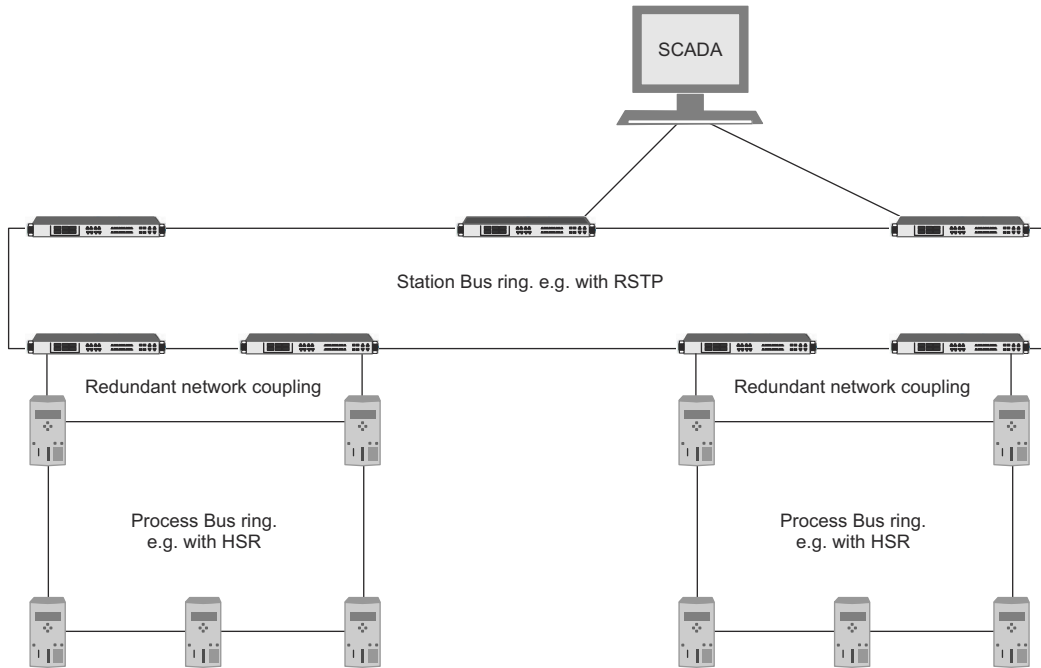 SCADA
Station Bus ring. e.g. with RSTP
Redundant network coupling
Redundant network coupling
Process Bus ring.
e.g. with HSR
Process Bus ring.
e.g. with HSR